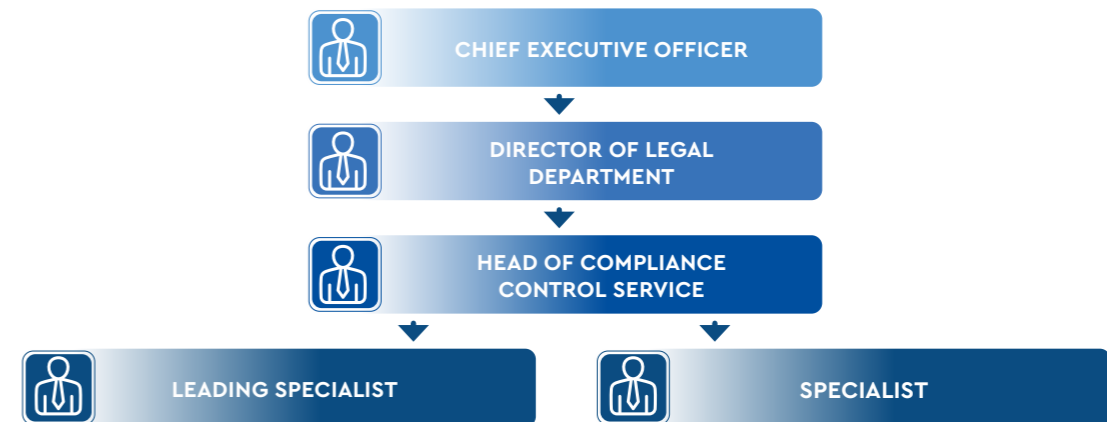 CHIEF EXECUTIVE OFFICER
DIRECTOR OF LEGAL
DEPARTMENT
HEAD OF COMPLIANCE
CONTROL SERVICE
LEADING SPECIALIST
SPECIALIST